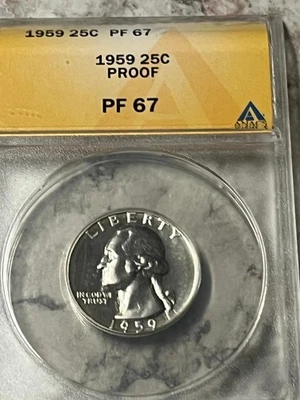 1959 25C PF 67
1959 25C
PROOF
PF 67
LIBERTY
IN GOD WE
TRUST
1959